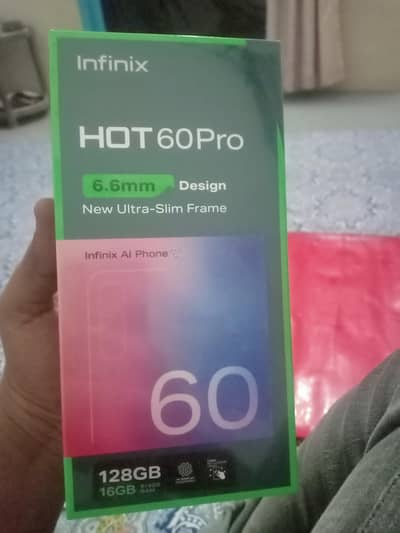 Infinix
HOT 60Pro
6.6mm Design
New Ultra-Slim Frame
Infinix AI Phone
60
128GB
16GB